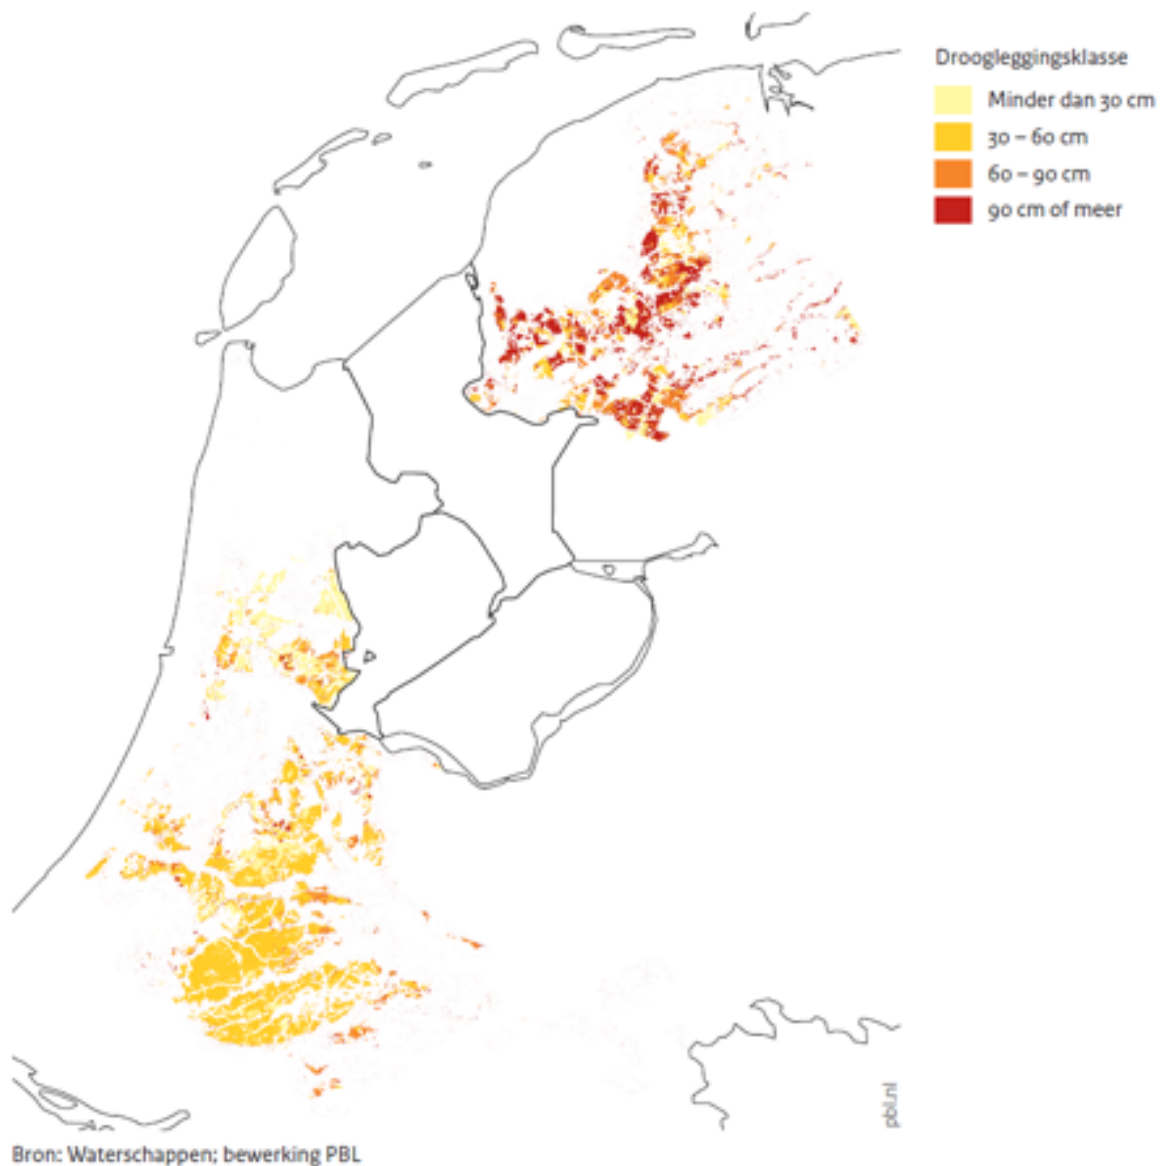 Droogleggingsklasse
Minder dan 30 cm
30 – 60 cm
60 – 90 cm
90 cm of meer
pbl.nl
Bron: Waterschappen; bewerking PBL